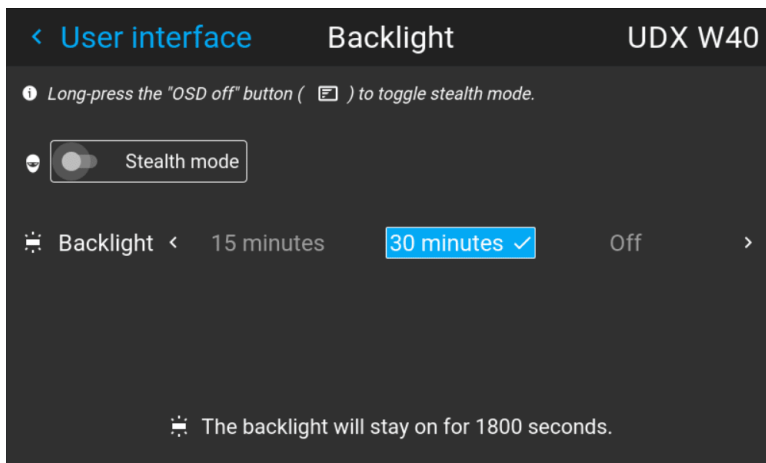 User interface Backlight UDX W40
Long-press the "OSD off" button ( ) to toggle stealth mode.
Stealth mode
Backlight 15 minutes 30 minutes Off
The backlight will stay on for 1800 seconds.